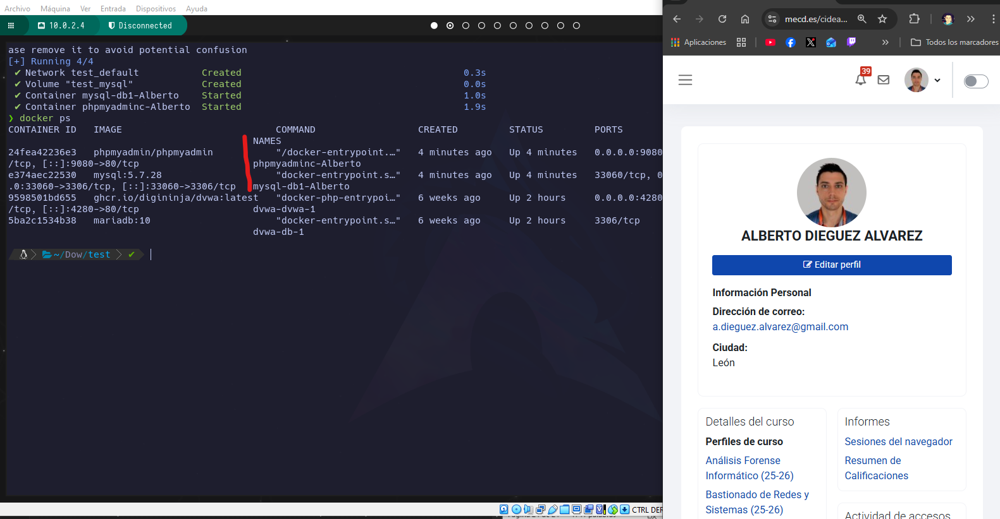 Archivo Máquina Ver Entrada Dispositivos Ayuda
10.0.2.4 Disconnected
ase remove it to avoid potential confusion
[+] Running 4/4
✔ Network test_default Created 0.3s
✔ Volume "test_mysql" Created 0.0s
✔ Container mysql-db1-Alberto Started 1.0s
✔ Container phpmyadminc-Alberto Started 1.9s
❯ docker ps
CONTAINER ID IMAGE COMMAND CREATED STATUS PORTS
NAMES
24fea42236e3 phpmyadmin/phpmyadmin "/docker-entrypoint.…" 4 minutes ago Up 4 minutes 0.0.0.0:9080
/tcp, [::]:9080->80/tcp phpmyadminc-Alberto
e374aec22530 mysql:5.7.28 "docker-entrypoint.s…" 4 minutes ago Up 4 minutes 33060/tcp, 0
.0:33060->3306/tcp, [::]:33060->3306/tcp mysql-db1-Alberto
9598501bd655 ghcr.io/digininja/dvwa:latest "docker-php-entrypoi…" 6 weeks ago Up 2 hours 0.0.0.0:4280
/tcp, [::]:4280->80/tcp dvwa-dvwa-1
5ba2c1534b38 mariadb:10 "docker-entrypoint.s…" 6 weeks ago Up 2 hours 3306/tcp
dvwa-db-1
~/Dow/test ✔
CTRL DER
mecd.es/cidea...
Aplicaciones
Todos los marcadores
39
ALBERTO DIEGUEZ ALVAREZ
Editar perfil
Información Personal
Dirección de correo:
a.dieguez.alvarez@gmail.com
Ciudad:
León
Detalles del curso
Perfiles de curso
Análisis Forense
Informático (25-26)
Bastionado de Redes y
Sistemas (25-26)
Informes
Sesiones del navegador
Resumen de
Calificaciones
Actividad de accesos